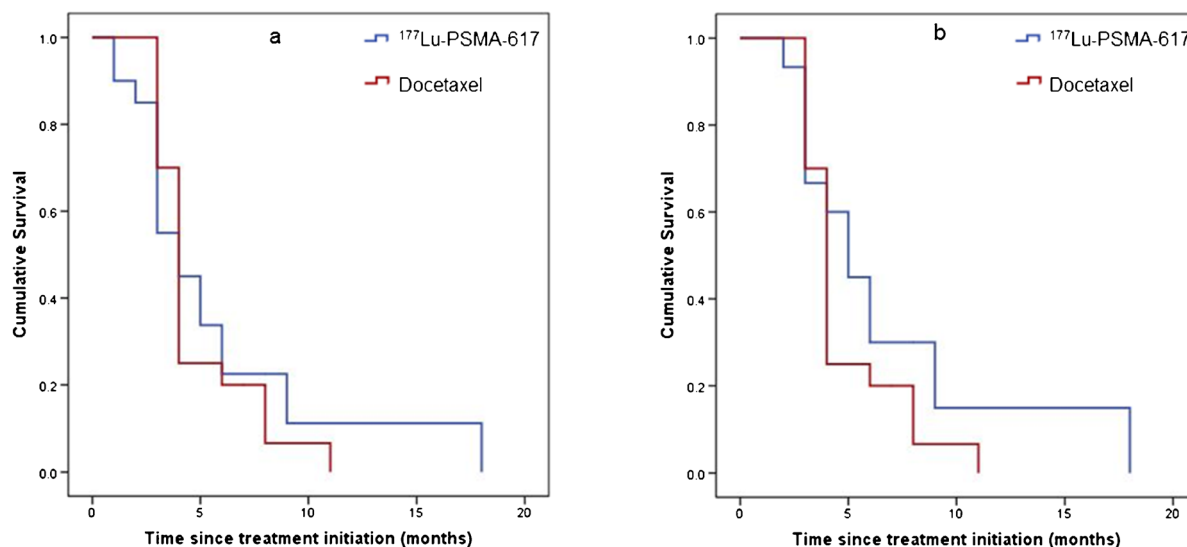 a
¹⁷⁷Lu-PSMA-617
Docetaxel
Cumulative Survival
1.0
0.8
0.6
0.4
0.2
0.0
0 5 10 15 20
Time since treatment initiation (months)
b
¹⁷⁷Lu-PSMA-617
Docetaxel
Cumulative Survival
1.0
0.8
0.6
0.4
0.2
0.0
0 5 10 15 20
Time since treatment initiation (months)